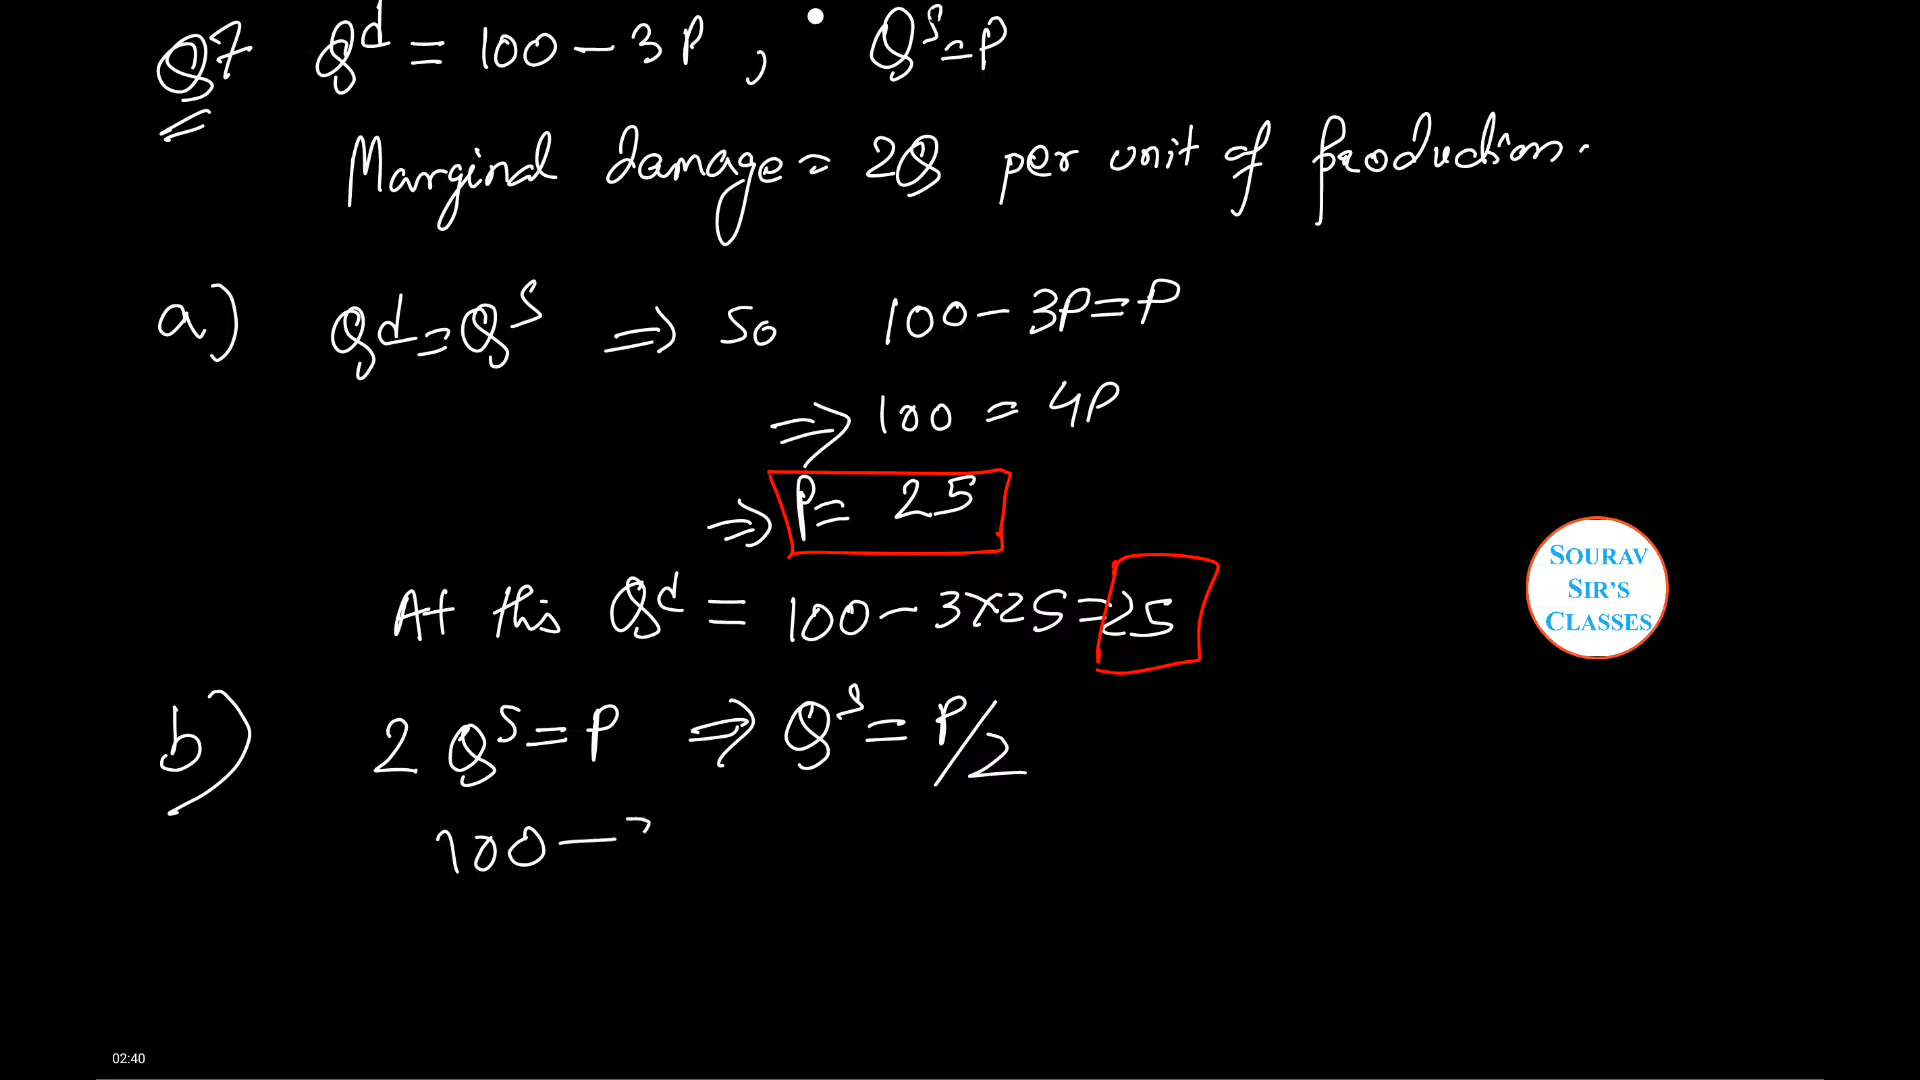 Q7 Q^d = 100 - 3P , Q^s = P
Marginal damage = 2Q per unit of production.
a) Q^d = Q^s ⇒ So 100 - 3P = P
⇒ 100 = 4P
⇒ P = 25
At this Q^d = 100 - 3×25 = 25
SOURAV
SIR'S
CLASSES
b) 2 Q^s = P ⇒ Q^s = P/2
100 -
02:40